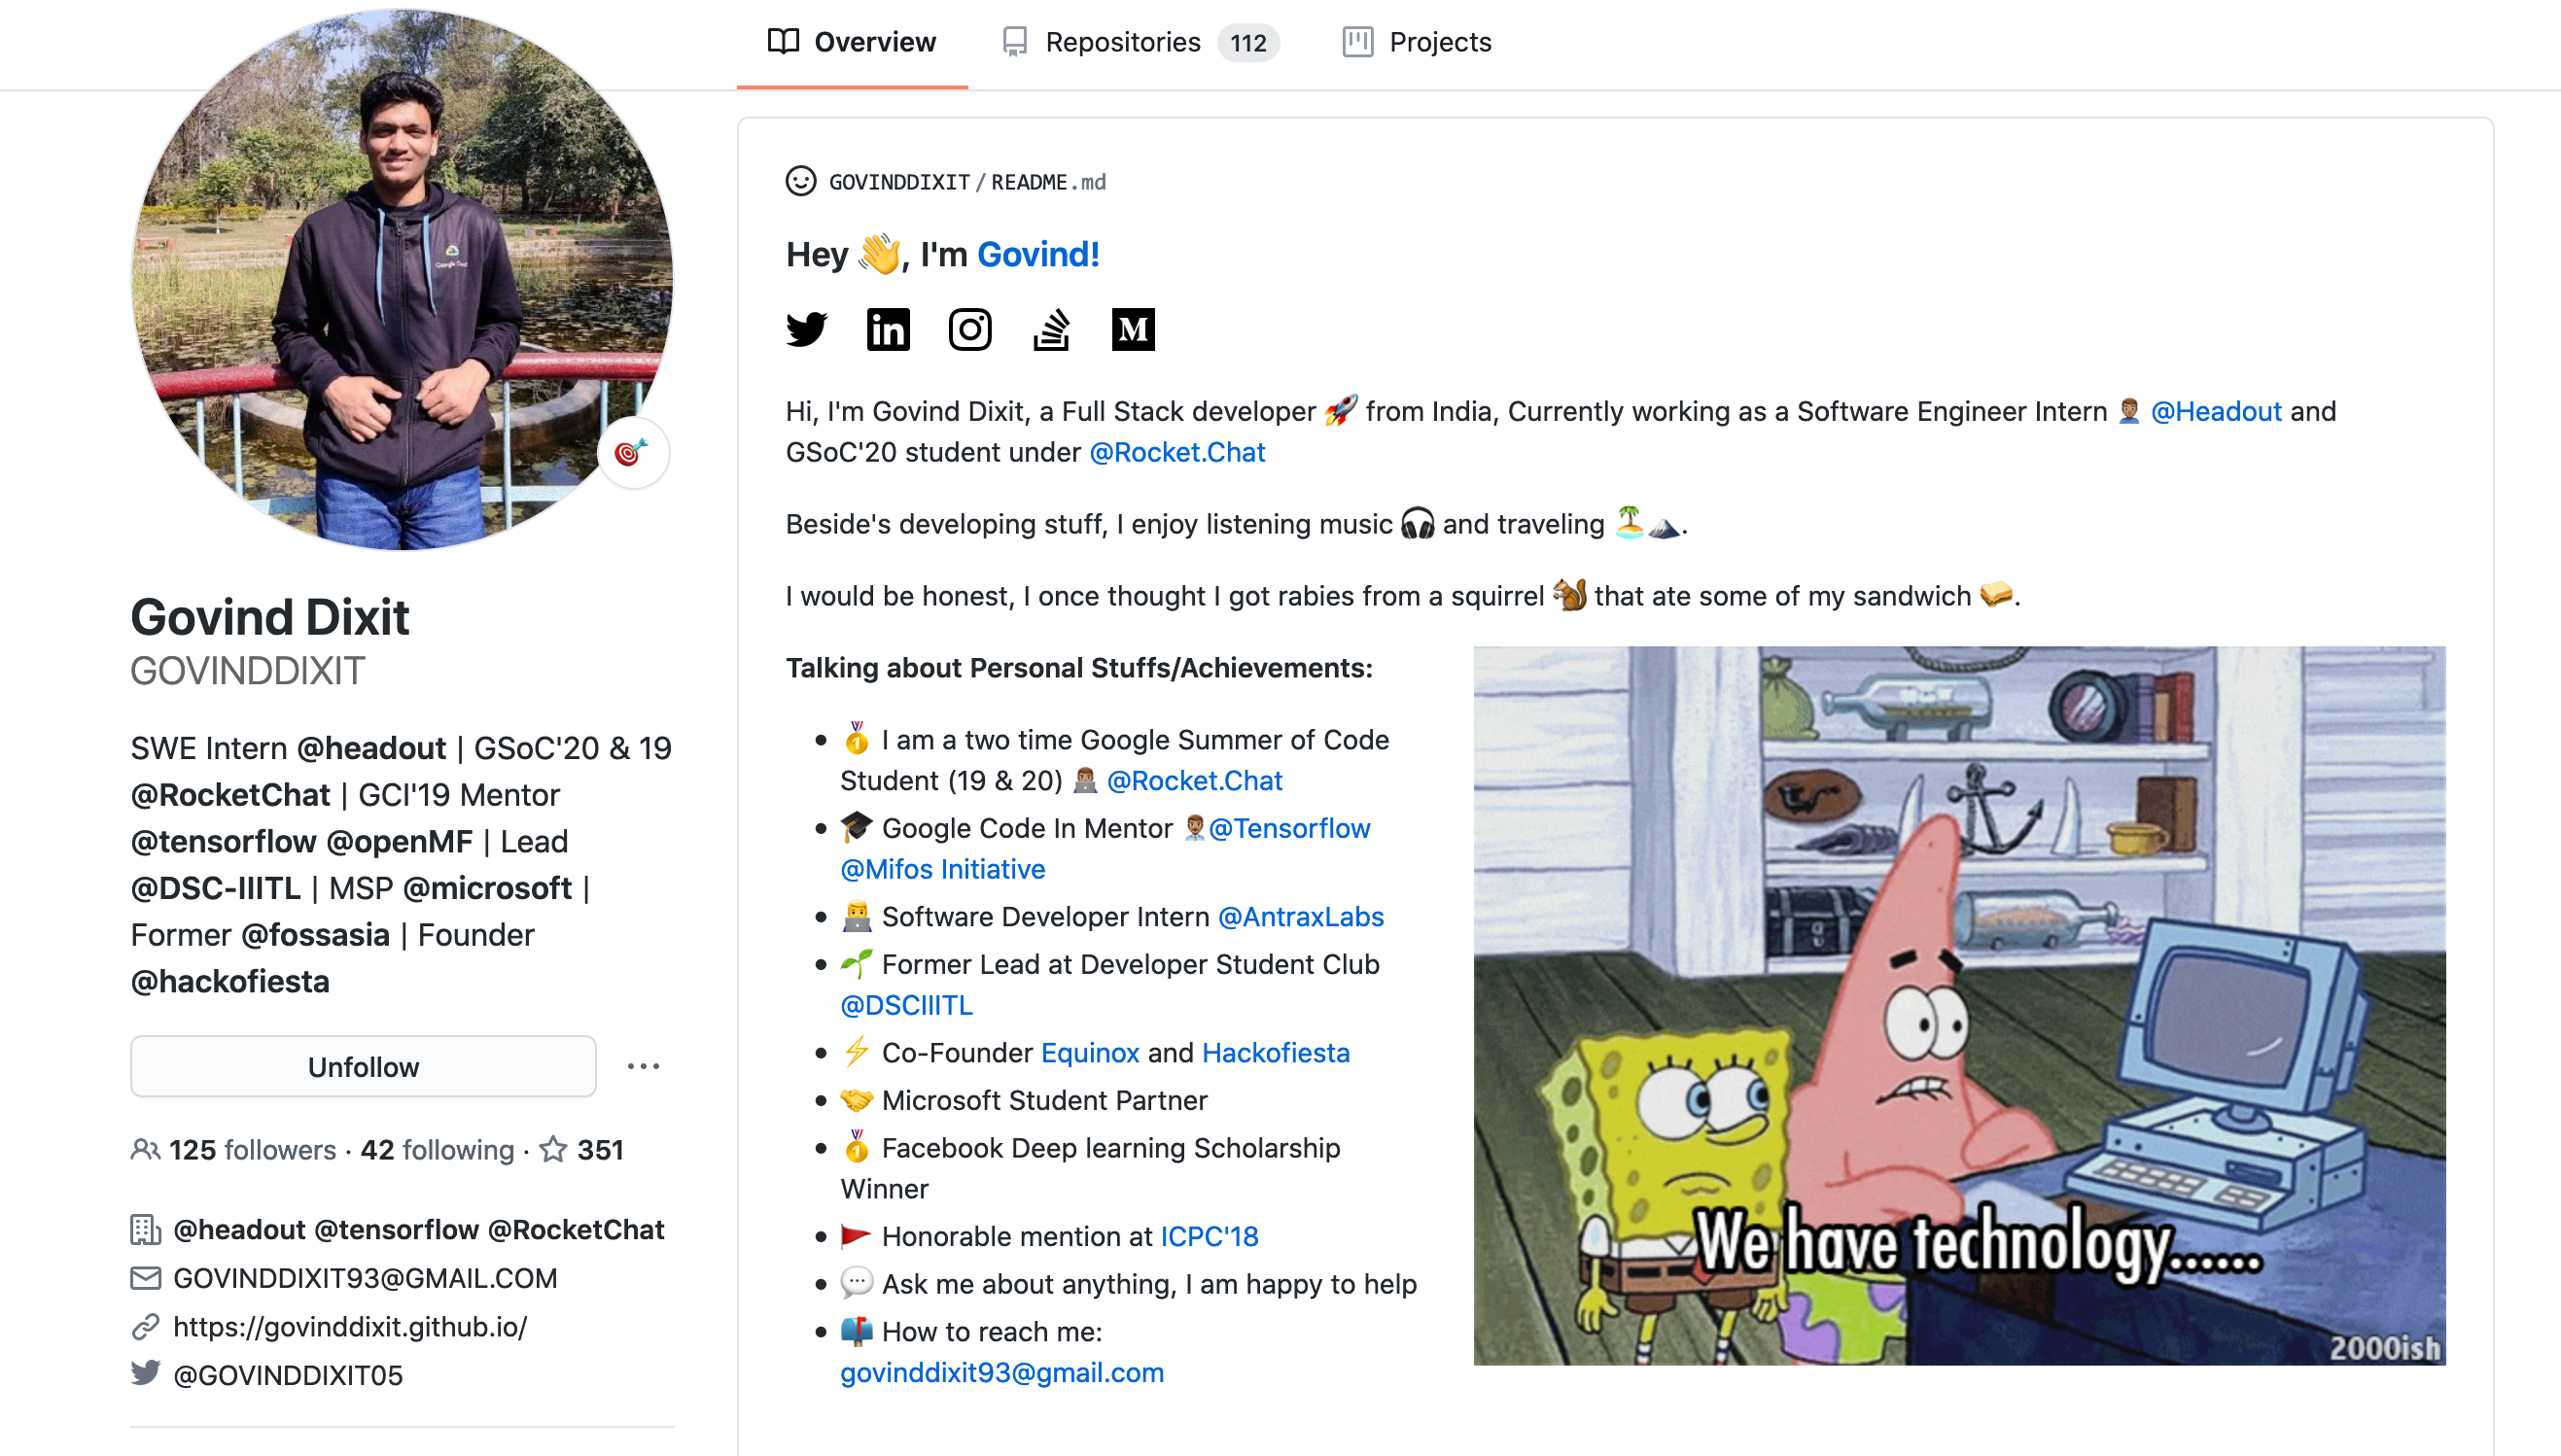 Overview
Repositories 112
Projects
GOVINDDIXIT/README.md
Hey 👋, I'm Govind!
Hi, I'm Govind Dixit, a Full Stack developer 🚀 from India, Currently working as a Software Engineer Intern 👨🏽‍💼 @Headout and
GSoC'20 student under @Rocket.Chat
Beside's developing stuff, I enjoy listening music 🎧 and traveling 🏝⛰.
I would be honest, I once thought I got rabies from a squirrel 🐿 that ate some of my sandwich 🥪.
Talking about Personal Stuffs/Achievements:
🥇 I am a two time Google Summer of Code
Student (19 & 20) 👨🏽‍💻 @Rocket.Chat
🎓 Google Code In Mentor 👨🏽‍💼@Tensorflow
@Mifos Initiative
👨‍💻 Software Developer Intern @AntraxLabs
🌱 Former Lead at Developer Student Club
@DSCIIITL
⚡ Co-Founder Equinox and Hackofiesta
🤝 Microsoft Student Partner
🥇 Facebook Deep learning Scholarship
Winner
🚩 Honorable mention at ICPC'18
💬 Ask me about anything, I am happy to help
📫 How to reach me:
govinddixit93@gmail.com
We have technology......
2000ish
Govind Dixit
GOVINDDIXIT
SWE Intern @headout | GSoC'20 & 19
@RocketChat | GCI'19 Mentor
@tensorflow @openMF | Lead
@DSC-IIITL | MSP @microsoft |
Former @fossasia | Founder
@hackofiesta
Unfollow
125 followers · 42 following · 351
@headout @tensorflow @RocketChat
GOVINDDIXIT93@GMAIL.COM
https://govinddixit.github.io/
@GOVINDDIXIT05